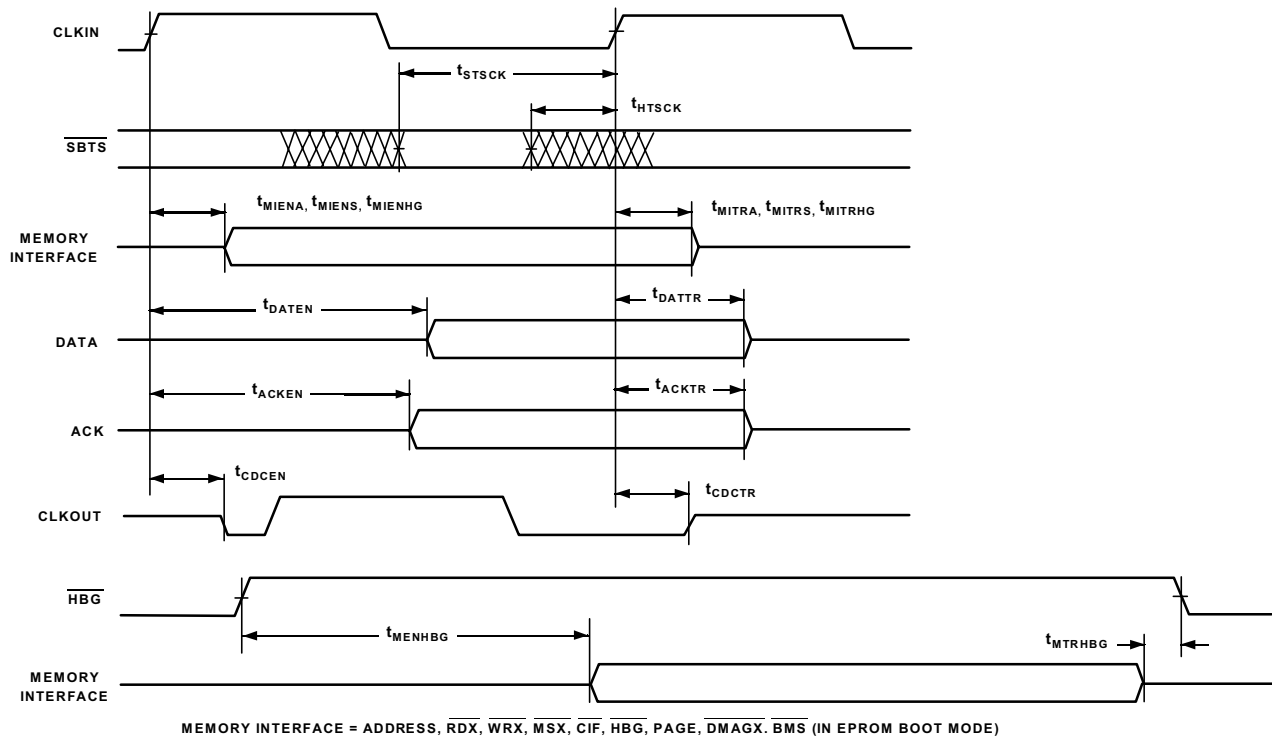 CLKIN
tSTSCK
tHTSCK
SBTS
tMIENA, tMIENS, tMIENHG
tMITRA, tMITRS, tMITRHG
MEMORY
INTERFACE
tDATEN
tDATTR
DATA
tACKEN
tACKTR
ACK
tCDCEN
tCDCTR
CLKOUT
HBG
tMENHBG
tMTRHBG
MEMORY
INTERFACE
MEMORY INTERFACE = ADDRESS, RDX, WRX, MSX, CIF, HBG, PAGE, DMAGX. BMS (IN EPROM BOOT MODE)